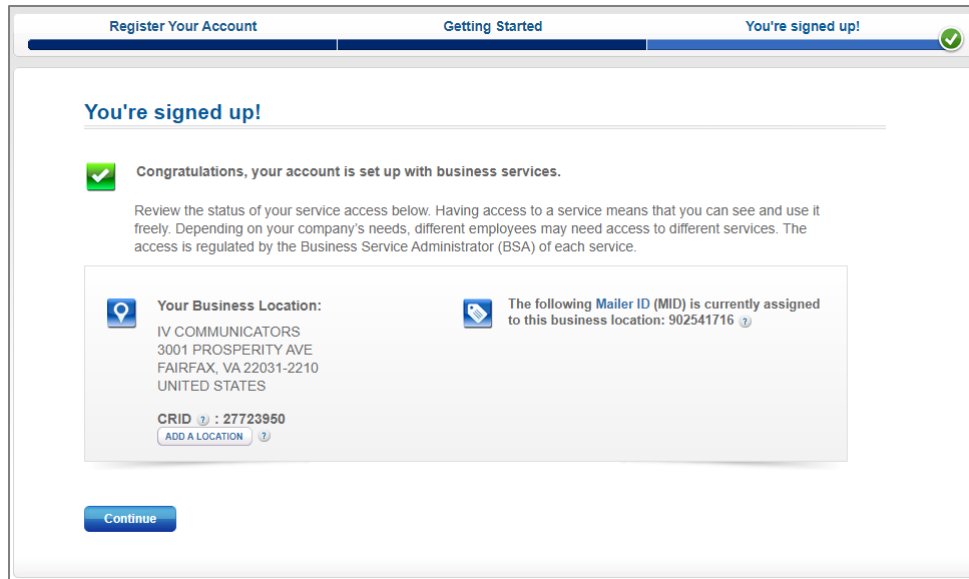 Register Your Account
Getting Started
You're signed up!
You're signed up!
Congratulations, your account is set up with business services.
Review the status of your service access below. Having access to a service means that you can see and use it
freely. Depending on your company's needs, different employees may need access to different services. The
access is regulated by the Business Service Administrator (BSA) of each service.
Your Business Location:
IV COMMUNICATORS
3001 PROSPERITY AVE
FAIRFAX, VA 22031-2210
UNITED STATES
CRID ? : 27723950
ADD A LOCATION ?
The following Mailer ID (MID) is currently assigned
to this business location: 902541716 ?
Continue